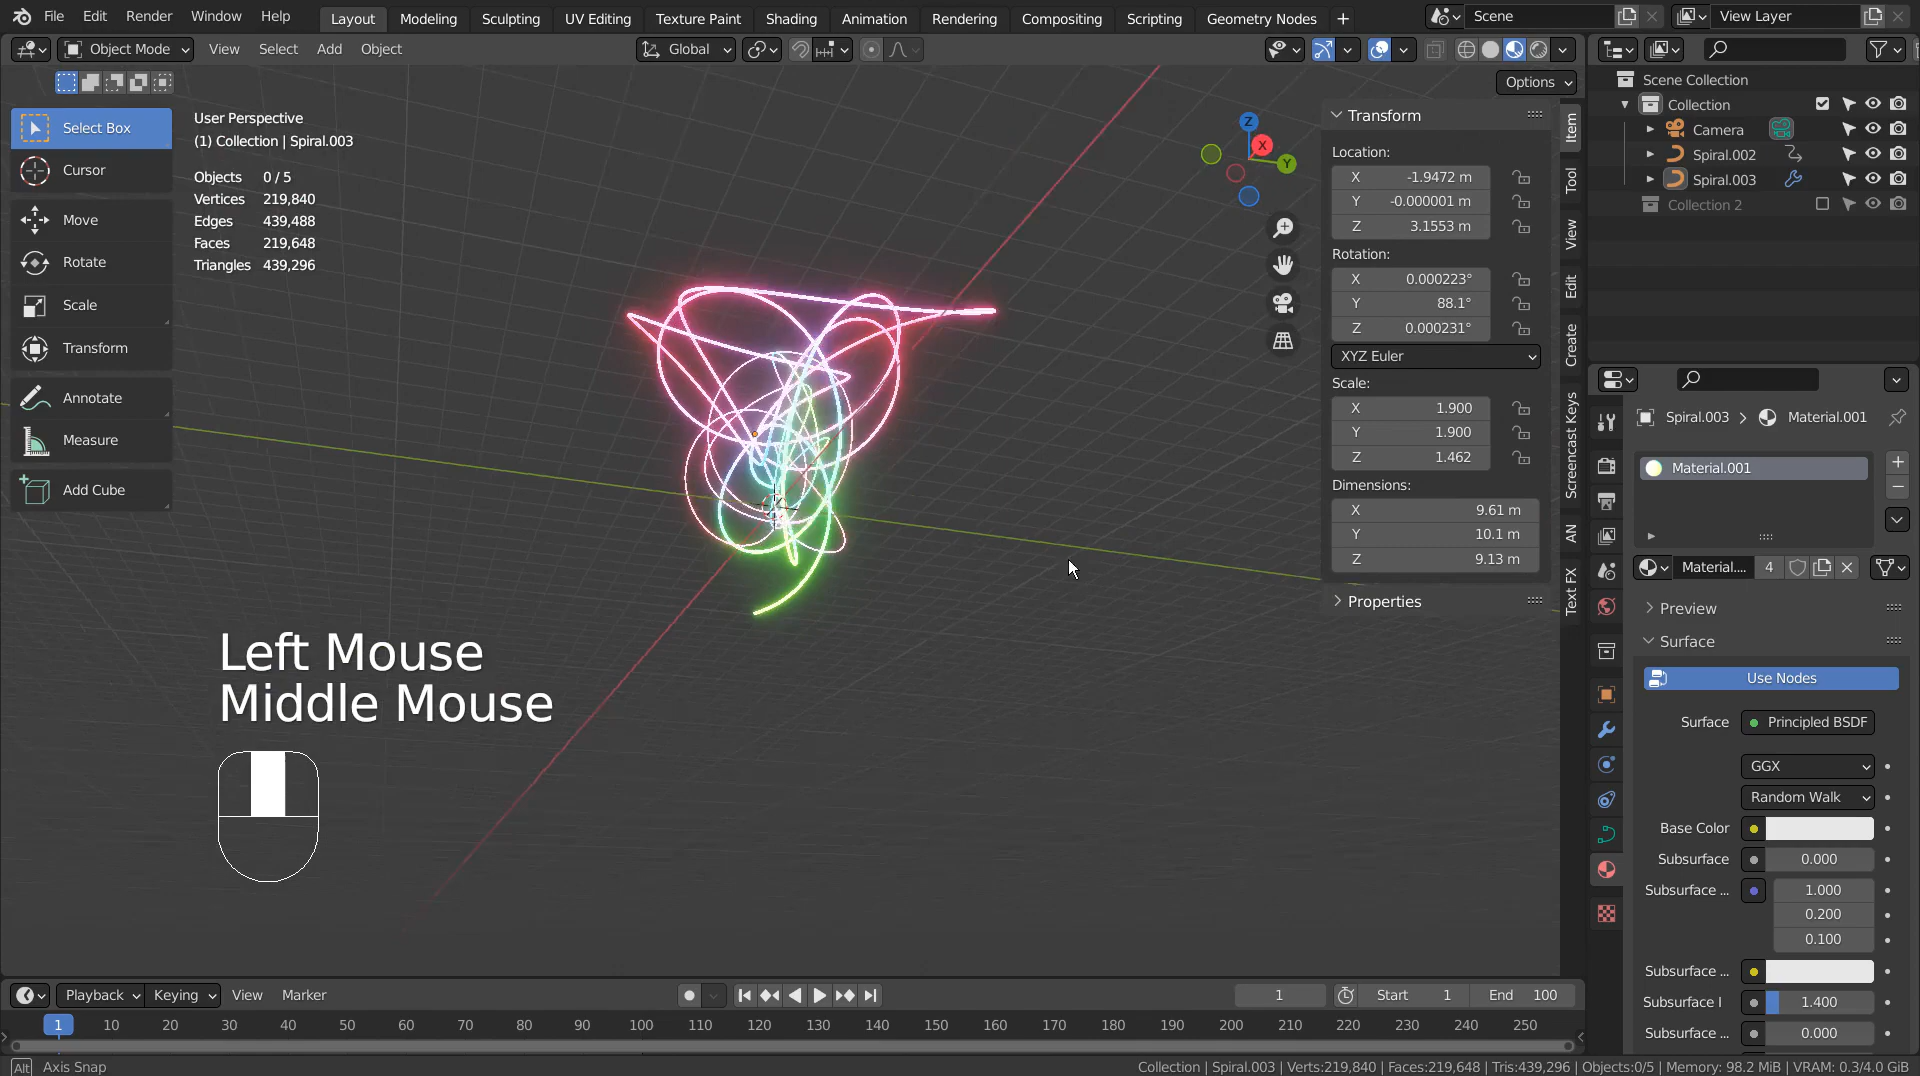 File Edit Render Window Help Layout Modeling Sculpting UV Editing Texture Paint Shading Animation Rendering Compositing Scripting Geometry Nodes + Scene View Layer
Object Mode View Select Add Object Global
Options
Select Box
Cursor
Move
Rotate
Scale
Transform
Annotate
Measure
Add Cube
User Perspective
(1) Collection | Spiral.003
Objects 0 / 5
Vertices 219,840
Edges 439,488
Faces 219,648
Triangles 439,296
Left Mouse
Middle Mouse
Z
X
Y
Transform
Location:
X -1.9472 m
Y -0.000001 m
Z 3.1553 m
Rotation:
X 0.000223°
Y 88.1°
Z 0.000231°
XYZ Euler
Scale:
X 1.900
Y 1.900
Z 1.462
Dimensions:
X 9.61 m
Y 10.1 m
Z 9.13 m
Properties
Item
Tool
View
Edit
Create
Screencast Keys
AN
Text FX
Scene Collection
Collection
Camera
Spiral.002
Spiral.003
Collection 2
Spiral.003 > Material.001
Material.001
Material.... 4
Preview
Surface
Use Nodes
Surface Principled BSDF
GGX
Random Walk
Base Color
Subsurface 0.000
Subsurface ... 1.000
0.200
0.100
Subsurface ...
Subsurface I 1.400
Subsurface ... 0.000
Playback Keying View Marker 1 Start 1 End 100
1 10 20 30 40 50 60 70 80 90 100 110 120 130 140 150 160 170 180 190 200 210 220 230 240 250
Alt Axis Snap
Collection | Spiral.003 | Verts:219,840 | Faces:219,648 | Tris:439,296 | Objects:0/5 | Memory: 98.2 MiB | VRAM: 0.3/4.0 GiB